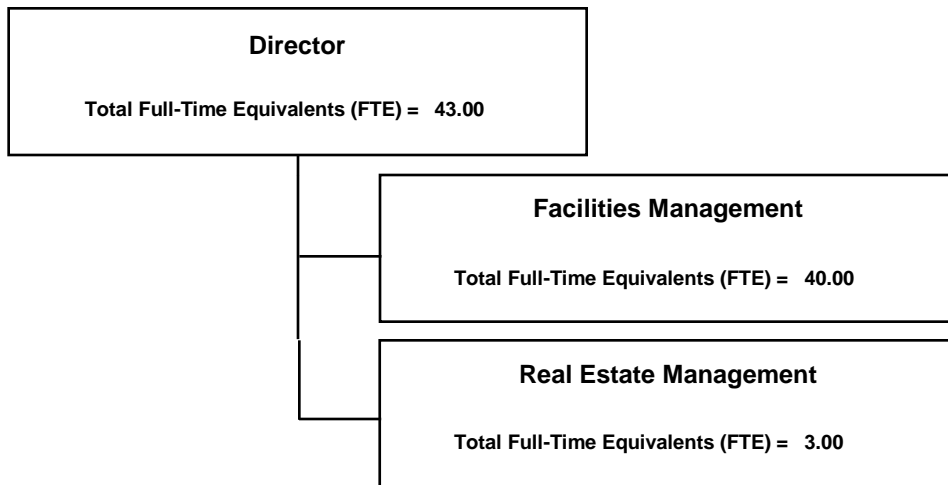 Director
Total Full-Time Equivalents (FTE) = 43.00
Facilities Management
Total Full-Time Equivalents (FTE) = 40.00
Real Estate Management
Total Full-Time Equivalents (FTE) = 3.00